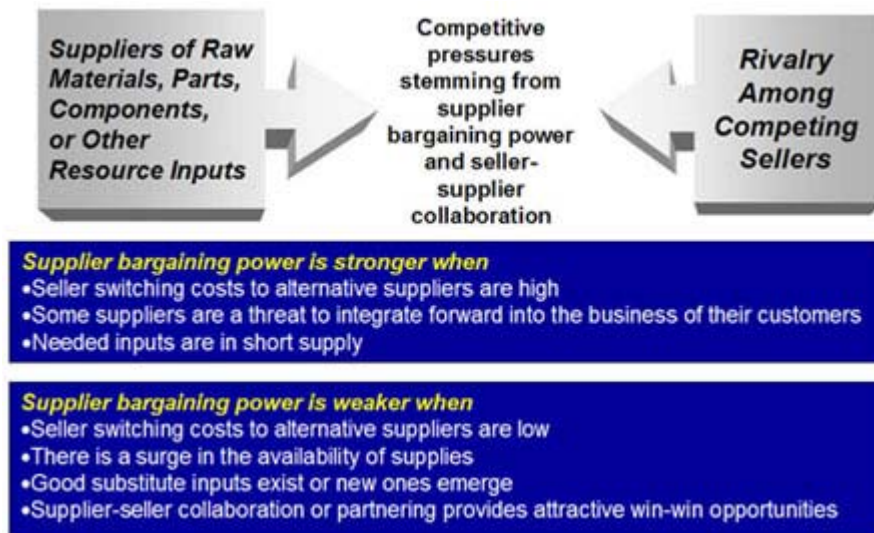 Suppliers of Raw
Materials, Parts,
Components,
or Other
Resource Inputs
Competitive
pressures
stemming from
supplier
bargaining power
and seller-
supplier
collaboration
Rivalry
Among
Competing
Sellers
Supplier bargaining power is stronger when
•Seller switching costs to alternative suppliers are high
•Some suppliers are a threat to integrate forward into the business of their customers
•Needed inputs are in short supply
Supplier bargaining power is weaker when
•Seller switching costs to alternative suppliers are low
•There is a surge in the availability of supplies
•Good substitute inputs exist or new ones emerge
•Supplier-seller collaboration or partnering provides attractive win-win opportunities